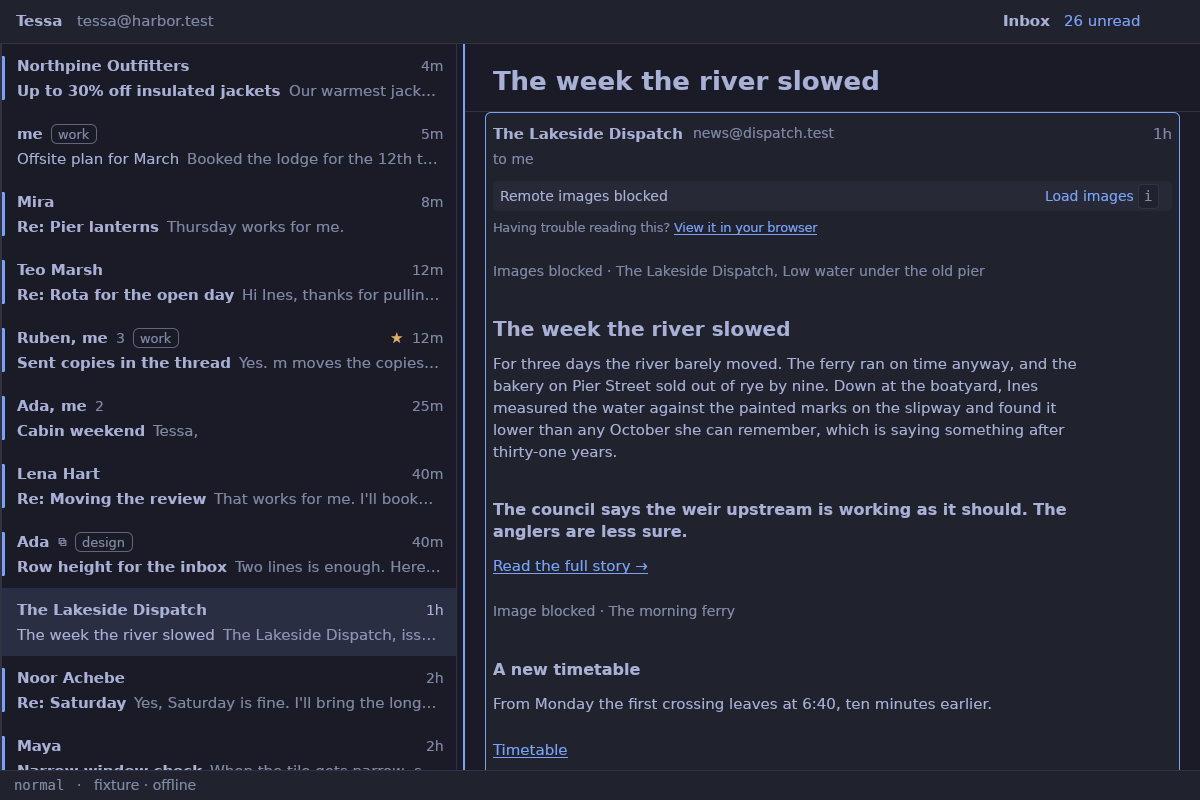 Tessa tessa@harbor.test
Inbox 26 unread
Northpine Outfitters 4m
Up to 30% off insulated jackets Our warmest jack…
me work 5m
Offsite plan for March Booked the lodge for the 12th t…
Mira 8m
Re: Pier lanterns Thursday works for me.
Teo Marsh 12m
Re: Rota for the open day Hi Ines, thanks for pullin…
Ruben, me 3 work ★ 12m
Sent copies in the thread Yes. m moves the copies…
Ada, me 2 25m
Cabin weekend Tessa,
Lena Hart 40m
Re: Moving the review That works for me. I'll book…
Ada design 40m
Row height for the inbox Two lines is enough. Here…
The Lakeside Dispatch 1h
The week the river slowed The Lakeside Dispatch, iss…
Noor Achebe 2h
Re: Saturday Yes, Saturday is fine. I'll bring the long…
Maya 2h
Narrow window check When the tile gets narrow, s…
The week the river slowed
The Lakeside Dispatch news@dispatch.test 1h
to me
Remote images blocked Load images i
Having trouble reading this? View it in your browser
Images blocked · The Lakeside Dispatch, Low water under the old pier
The week the river slowed
For three days the river barely moved. The ferry ran on time anyway, and the
bakery on Pier Street sold out of rye by nine. Down at the boatyard, Ines
measured the water against the painted marks on the slipway and found it
lower than any October she can remember, which is saying something after
thirty-one years.
The council says the weir upstream is working as it should. The
anglers are less sure.
Read the full story →
Image blocked · The morning ferry
A new timetable
From Monday the first crossing leaves at 6:40, ten minutes earlier.
Timetable
normal · fixture · offline